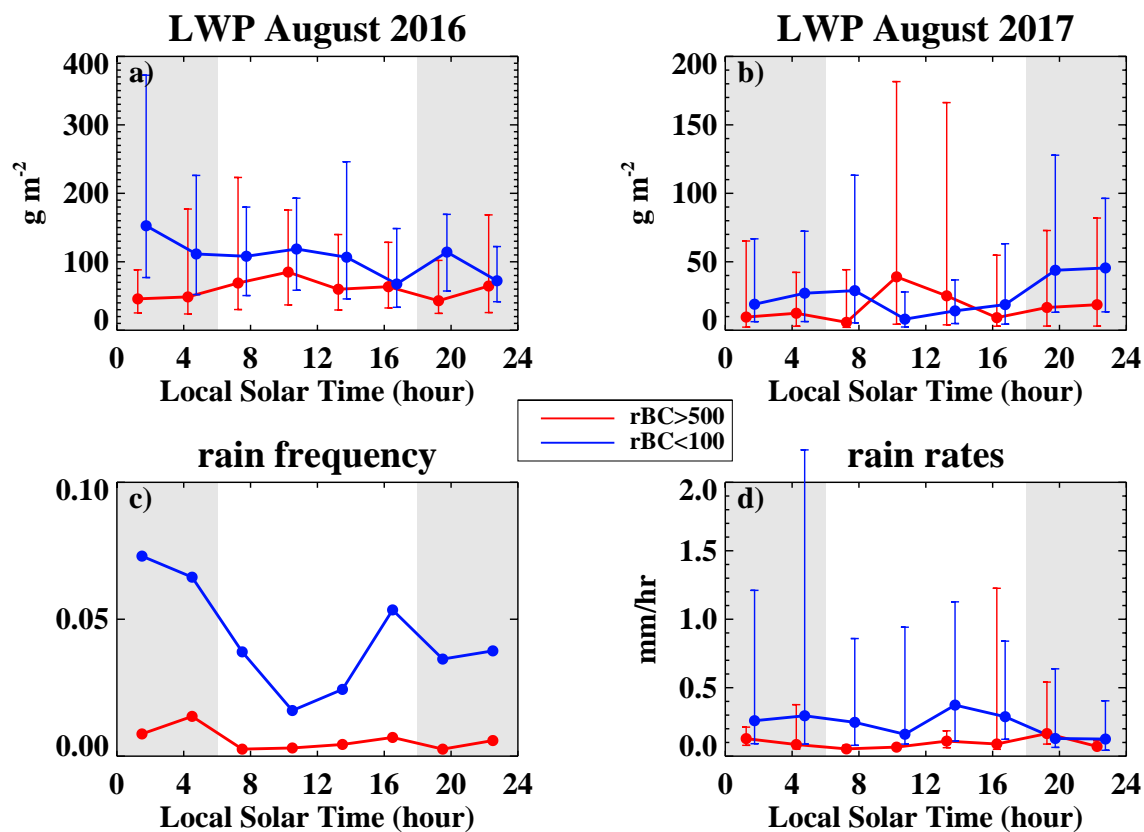 LWP August 2016
a)
400
300
200
100
0
g m-2
0 4 8 12 16 20 24
Local Solar Time (hour)
LWP August 2017
b)
200
150
100
50
0
g m-2
0 4 8 12 16 20 24
Local Solar Time (hour)
rBC>500
rBC<100
rain frequency
c)
0.10
0.05
0.00
0 4 8 12 16 20 24
Local Solar Time (hour)
rain rates
d)
2.0
1.5
1.0
0.5
0.0
mm/hr
0 4 8 12 16 20 24
Local Solar Time (hour)